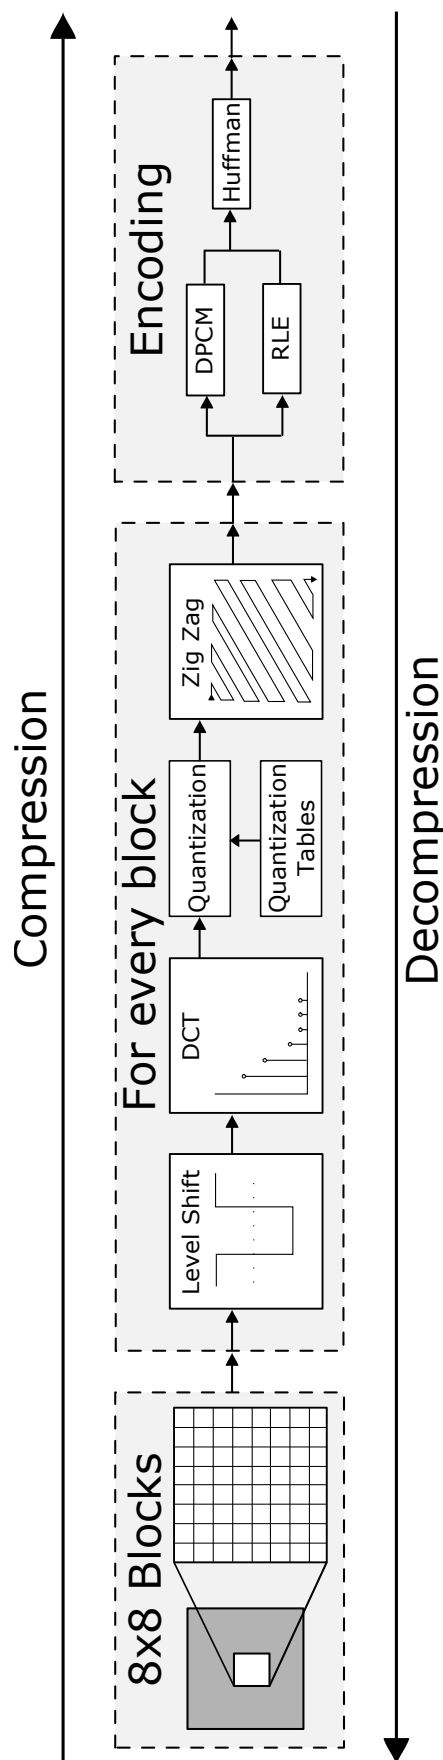 Compression
8x8 Blocks
For every block
Level Shift
DCT
Quantization
Quantization
Tables
Zig Zag
Encoding
DPCM
RLE
Huffman
Decompression